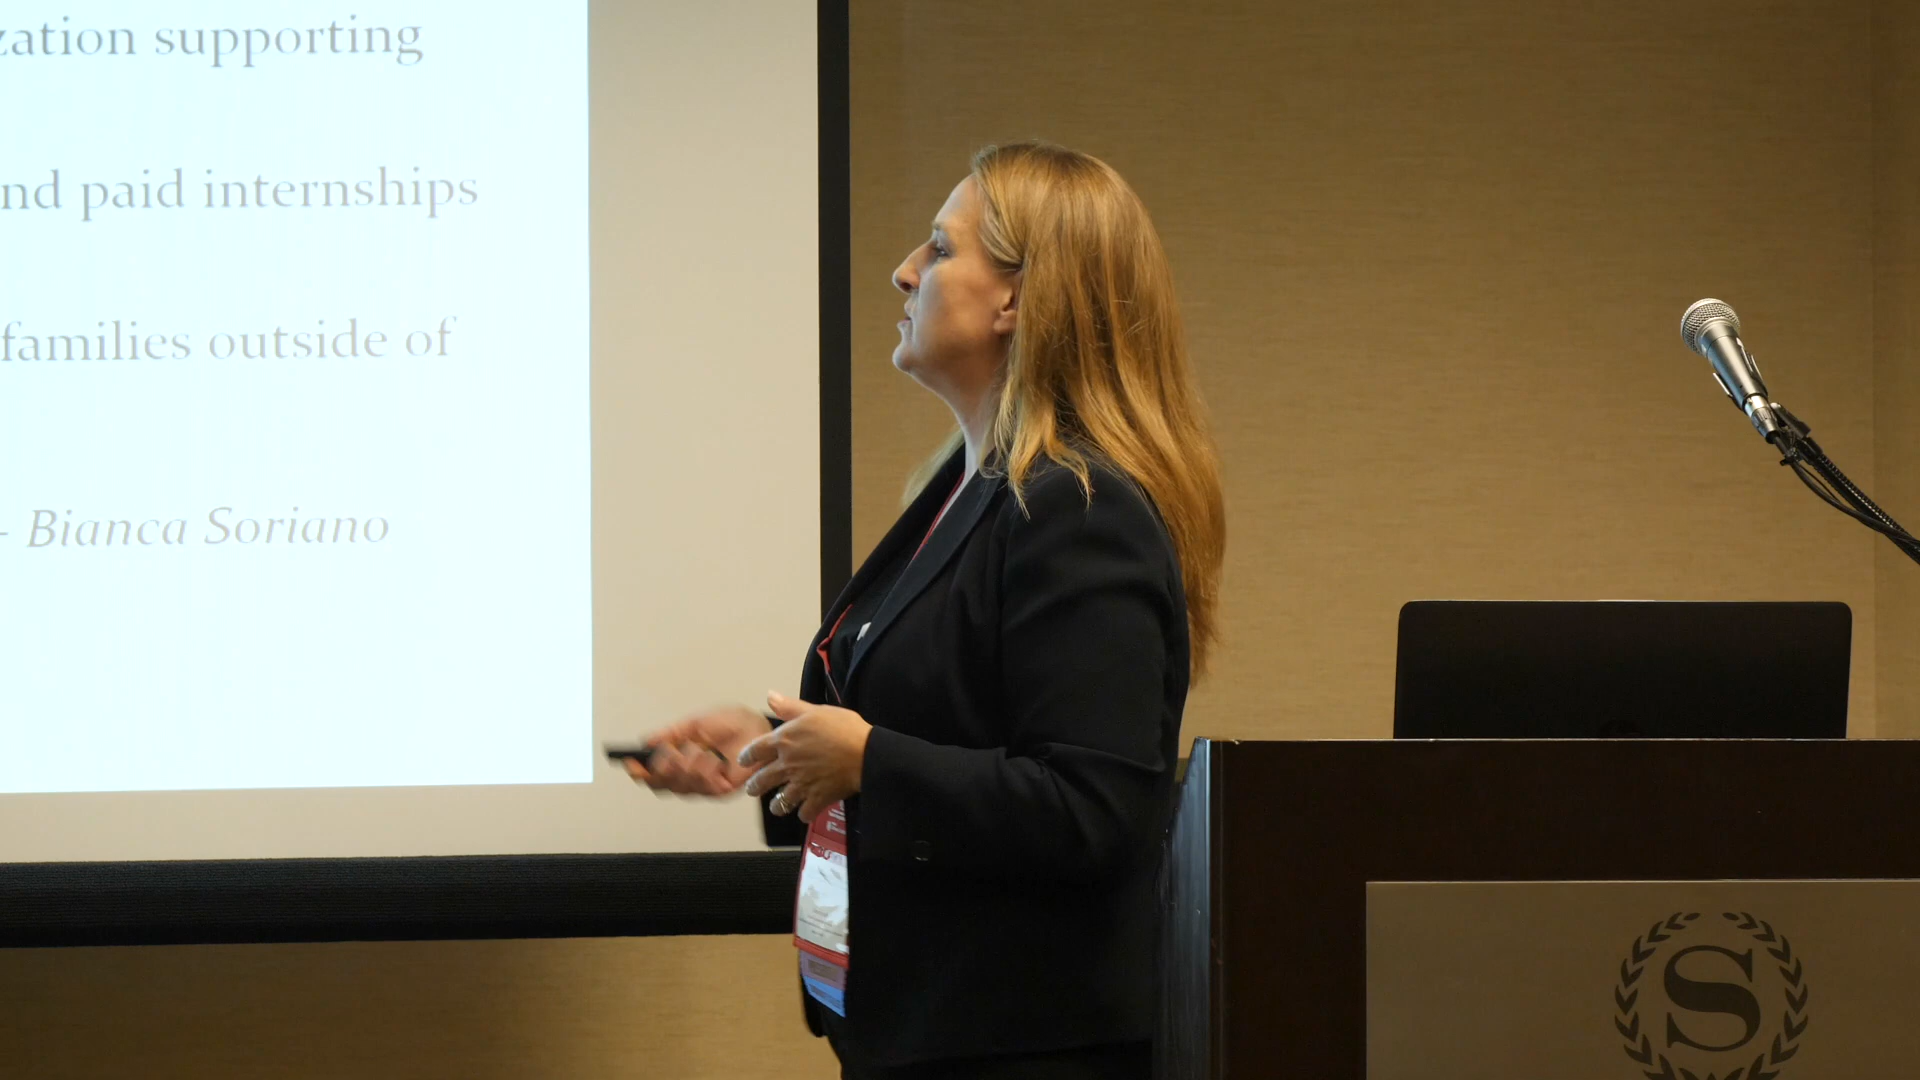 zation supporting
nd paid internships
families outside of
- Bianca Soriano
S